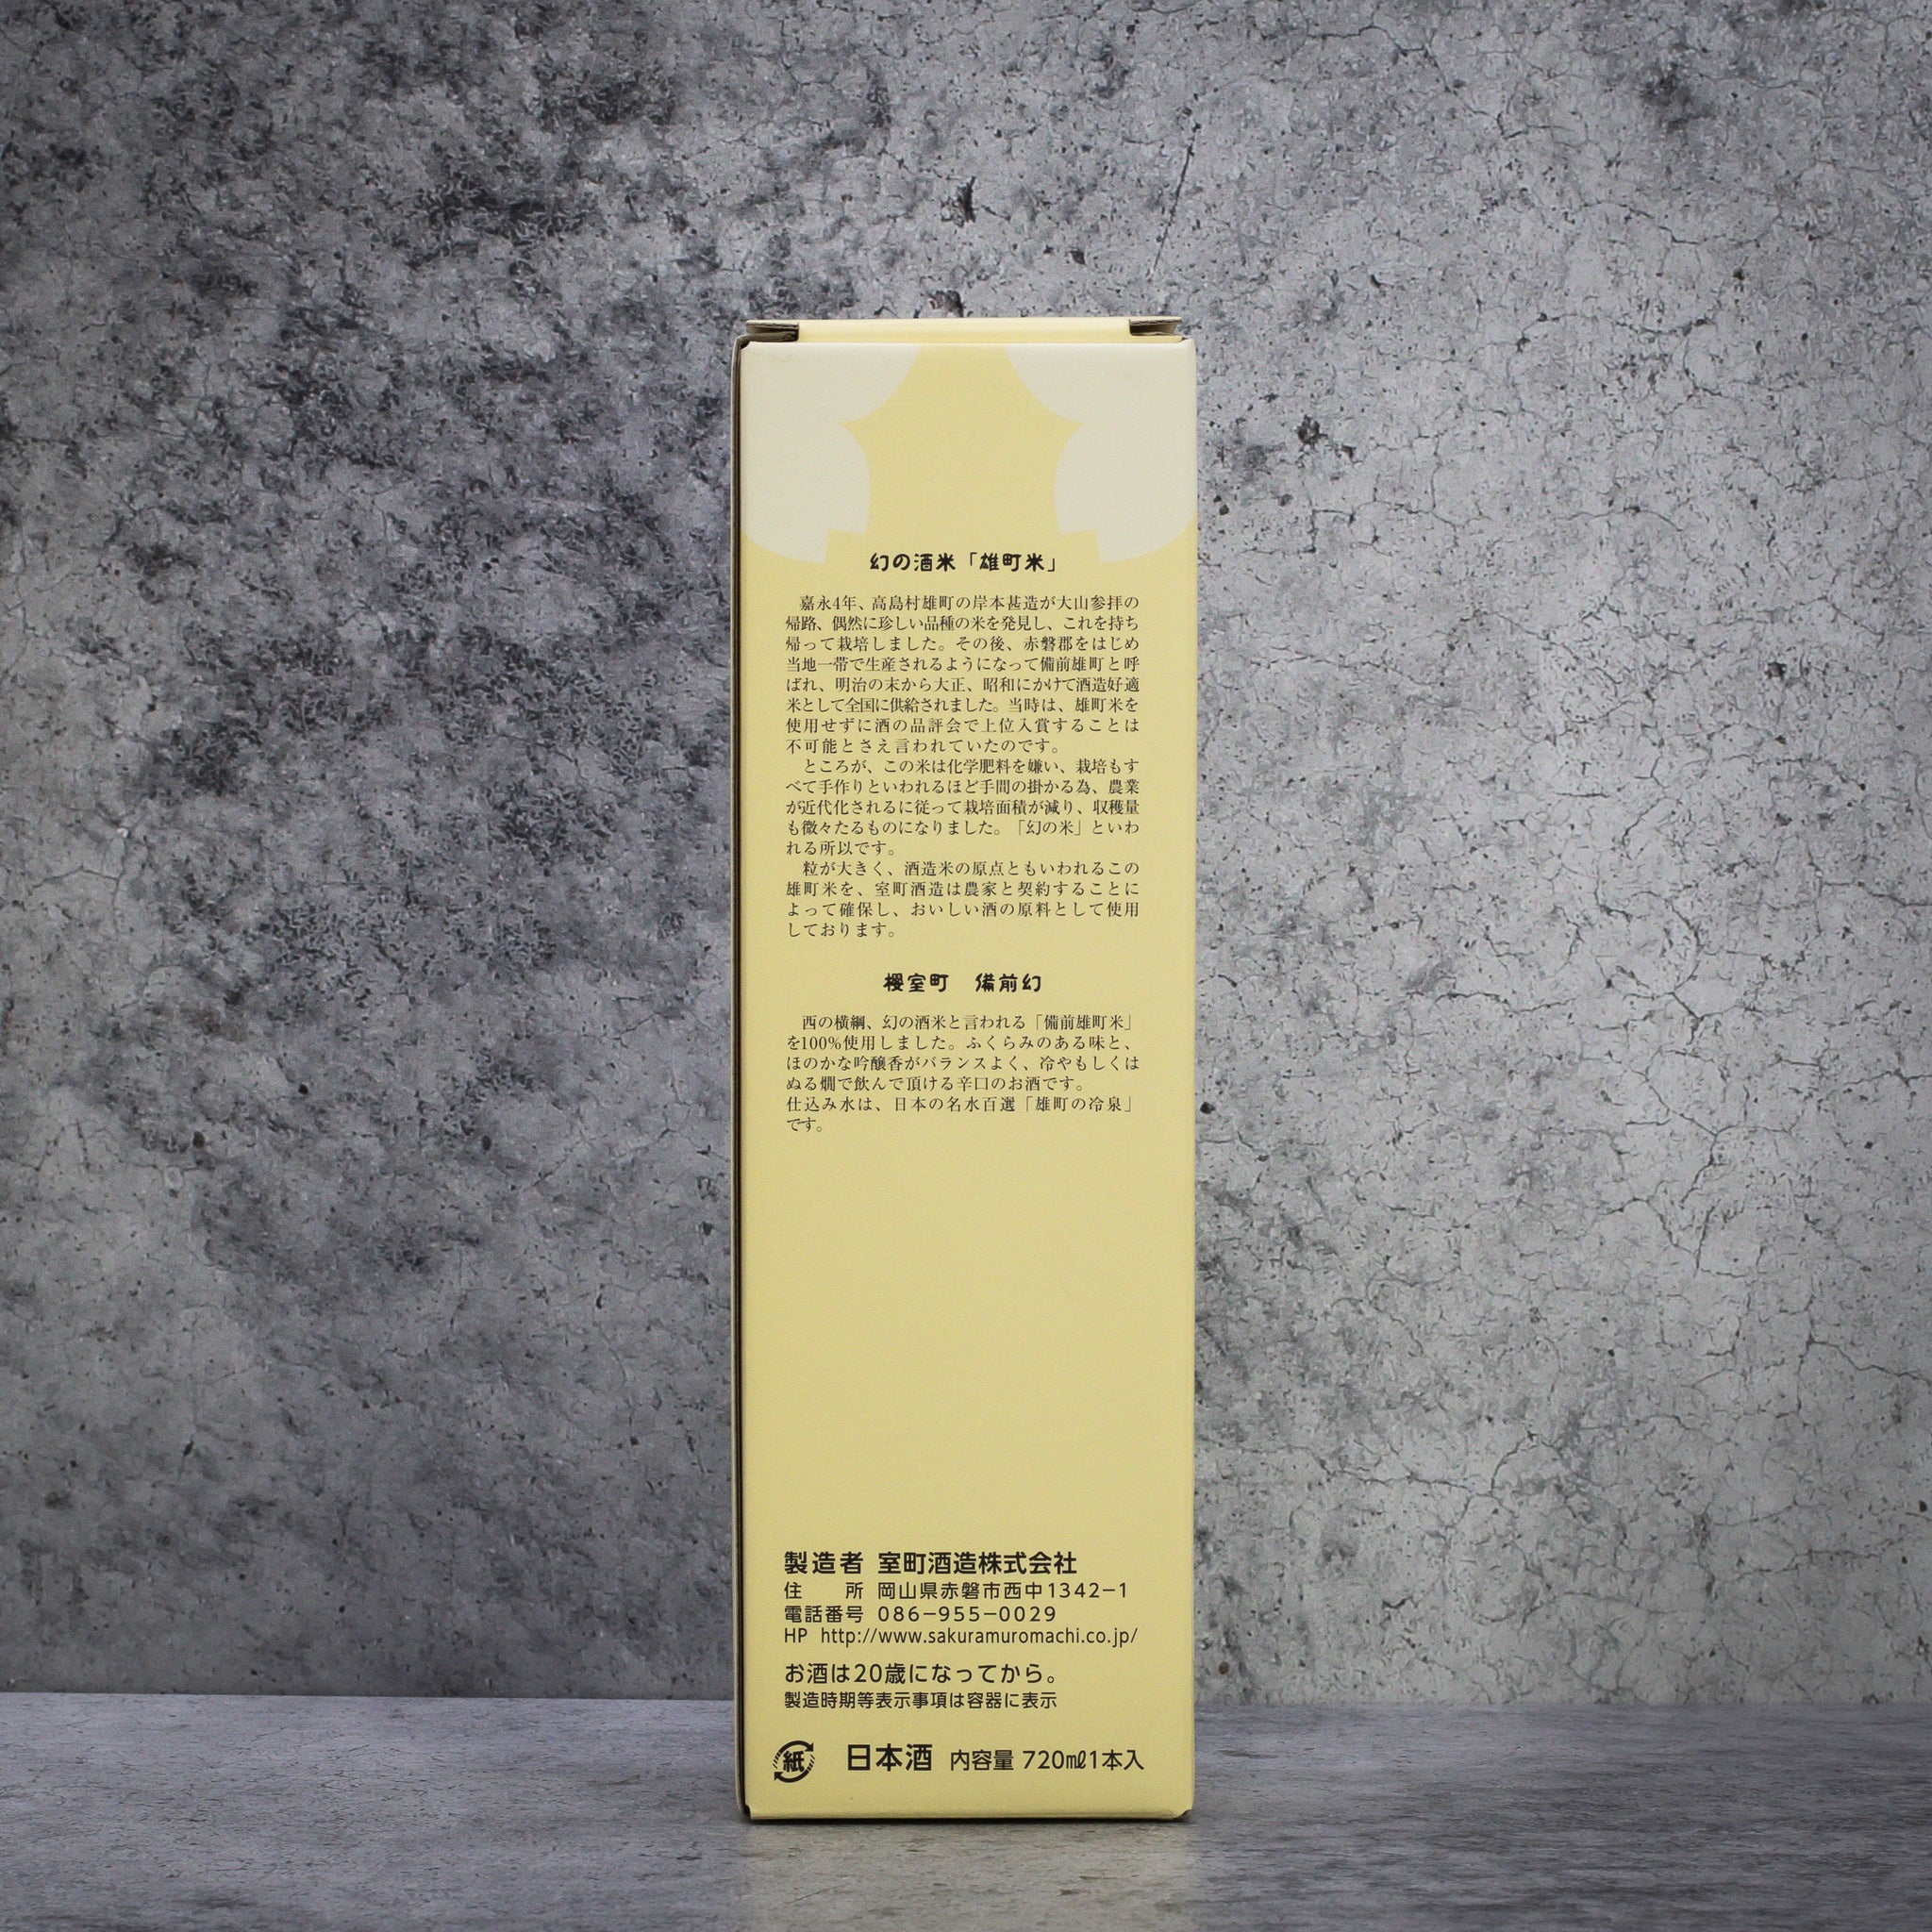 幻の酒米「雄町米」
嘉永4年、高島村雄町の岸本甚造が大山参拝の
帰路、偶然に珍しい品種の米を発見し、これを持ち
帰って栽培しました。その後、赤磐郡をはじめ
当地一帯で生産されるようになって備前雄町と呼
ばれ、明治の末から大正、昭和にかけて酒造好適
米として全国に供給されました。当時は、雄町米を
使用せずに酒の品評会で上位入賞することは
不可能とさえ言われていたのです。
ところが、この米は化学肥料を嫌い、栽培もす
べて手作りといわれるほど手間の掛かる為、農業
が近代化されるに従って栽培面積が減り、収穫量
も微々たるものになりました。「幻の米」といわ
れる所以です。
粒が大きく、酒造米の原点ともいわれるこの
雄町米を、室町酒造は農家と契約することに
よって確保し、おいしい酒の原料として使用
しております。
櫻室町 備前幻
西の横綱、幻の酒米と言われる「備前雄町米」
を100%使用しました。ふくらみのある味と、
ほのかな吟醸香がバランスよく、冷やもしくは
ぬる燗で飲んで頂ける辛口のお酒です。
仕込み水は、日本の名水百選「雄町の冷泉」
です。
製造者 室町酒造株式会社
住 所 岡山県赤磐市西中1342−1
電話番号 086−955−0029
HP http://www.sakuramuromachi.co.jp/
お酒は20歳になってから。
製造時期等表示事項は容器に表示
紙 日本酒 内容量 720㎖1本入